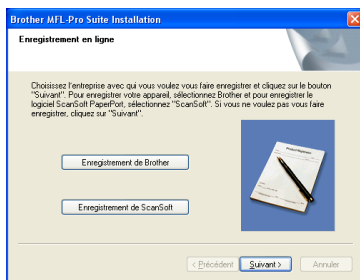 Brother MFL-Pro Suite Installation
Enregistrement en ligne
Choisissez l'entreprise avec qui vous voulez vous faire enregistrer et cliquez sur le bouton
"Suivant". Pour enregistrer votre appareil, sélectionnez Brother et pour enregistrer le
logiciel ScanSoft PaperPort, sélectionnez "ScanSoft". Si vous ne voulez pas vous faire
enregistrer, cliquez sur "Suivant".
Enregistrement de Brother
Enregistrement de ScanSoft
< Précédent
Suivant >
Annuler